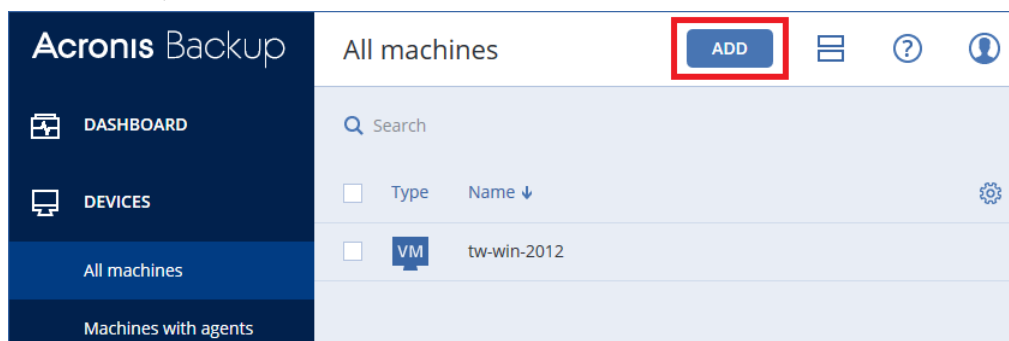 Acronis Backup
All machines
ADD
?
DASHBOARD
Search
DEVICES
Type Name
VM tw-win-2012
All machines
Machines with agents